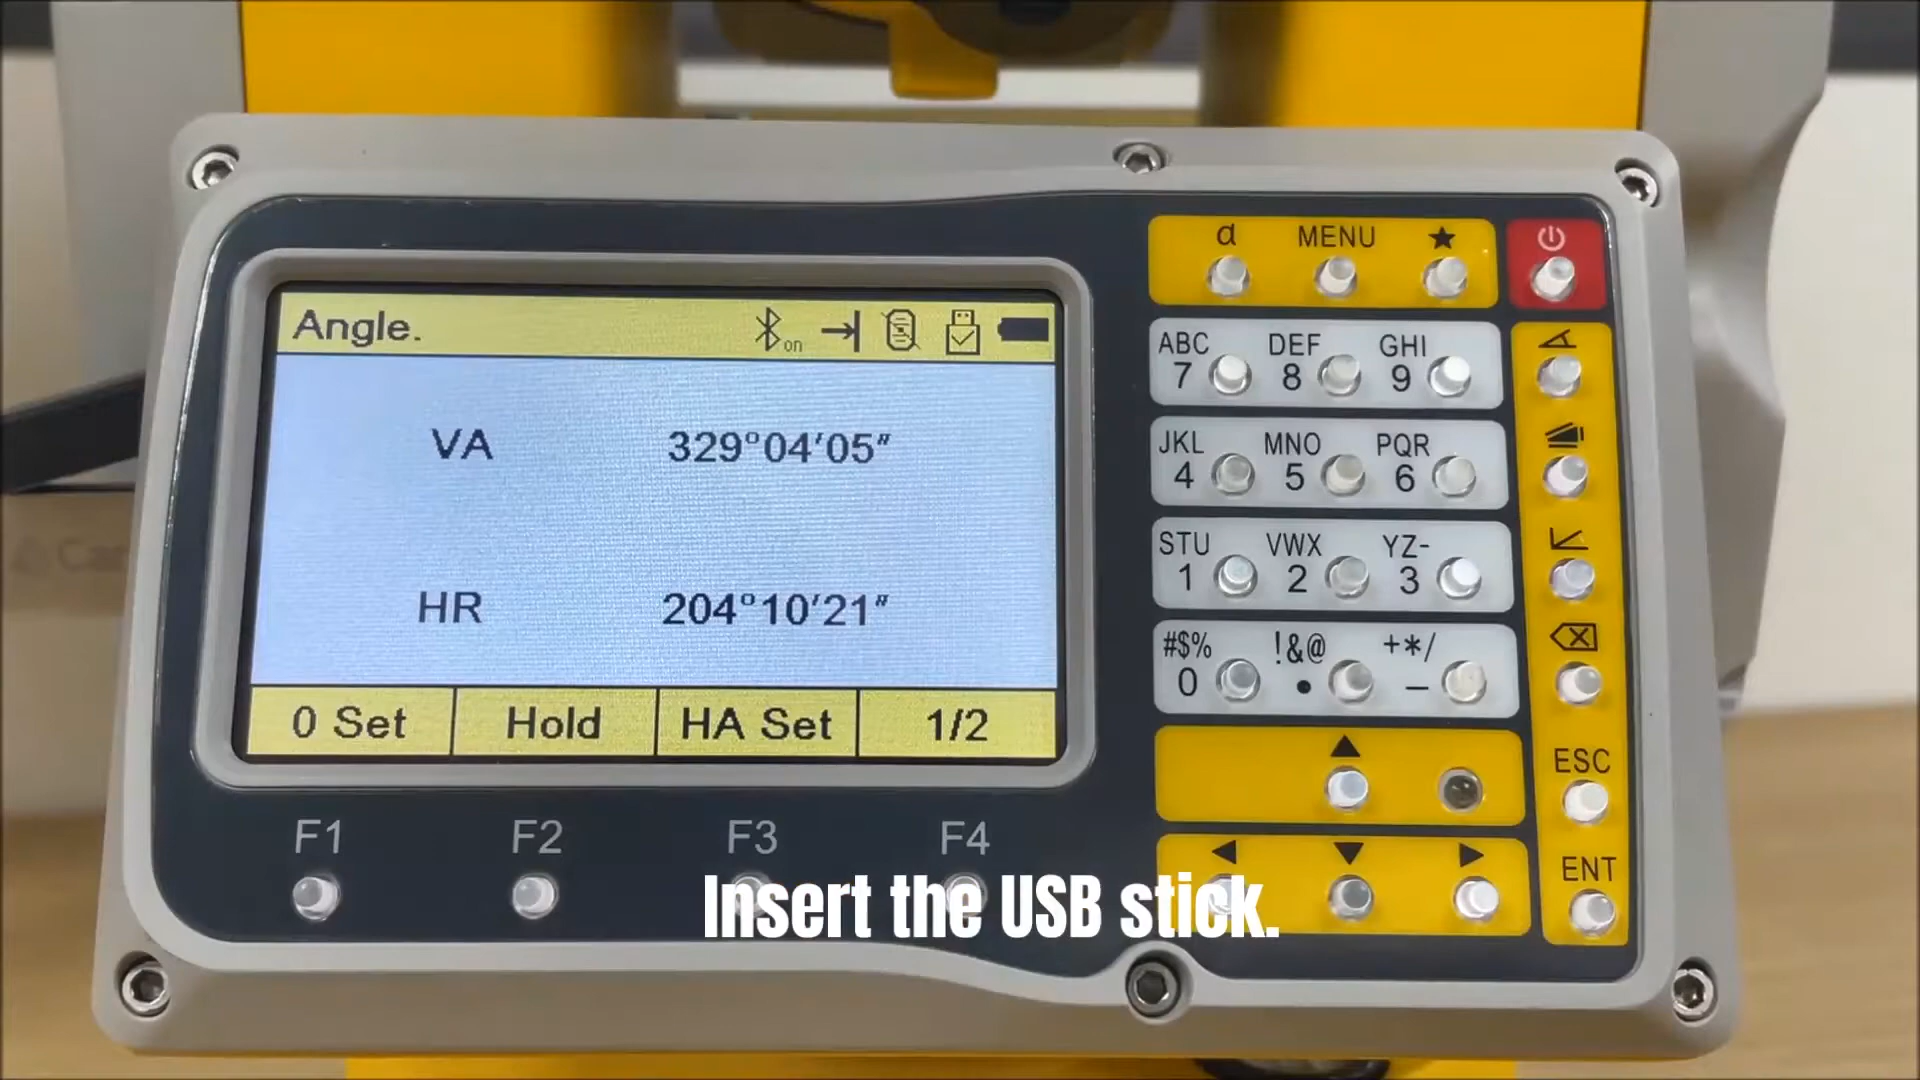 Angle.
on
VA 329°04′05″
HR 204°10′21″
0 Set Hold HA Set 1/2
F1 F2 F3 F4
α MENU ★
ABC DEF GHI
7 8 9
JKL MNO PQR
4 5 6
STU VWX YZ-
1 2 3
#$% !&@ +*/
0 • –
ESC
ENT
Insert the USB stick.